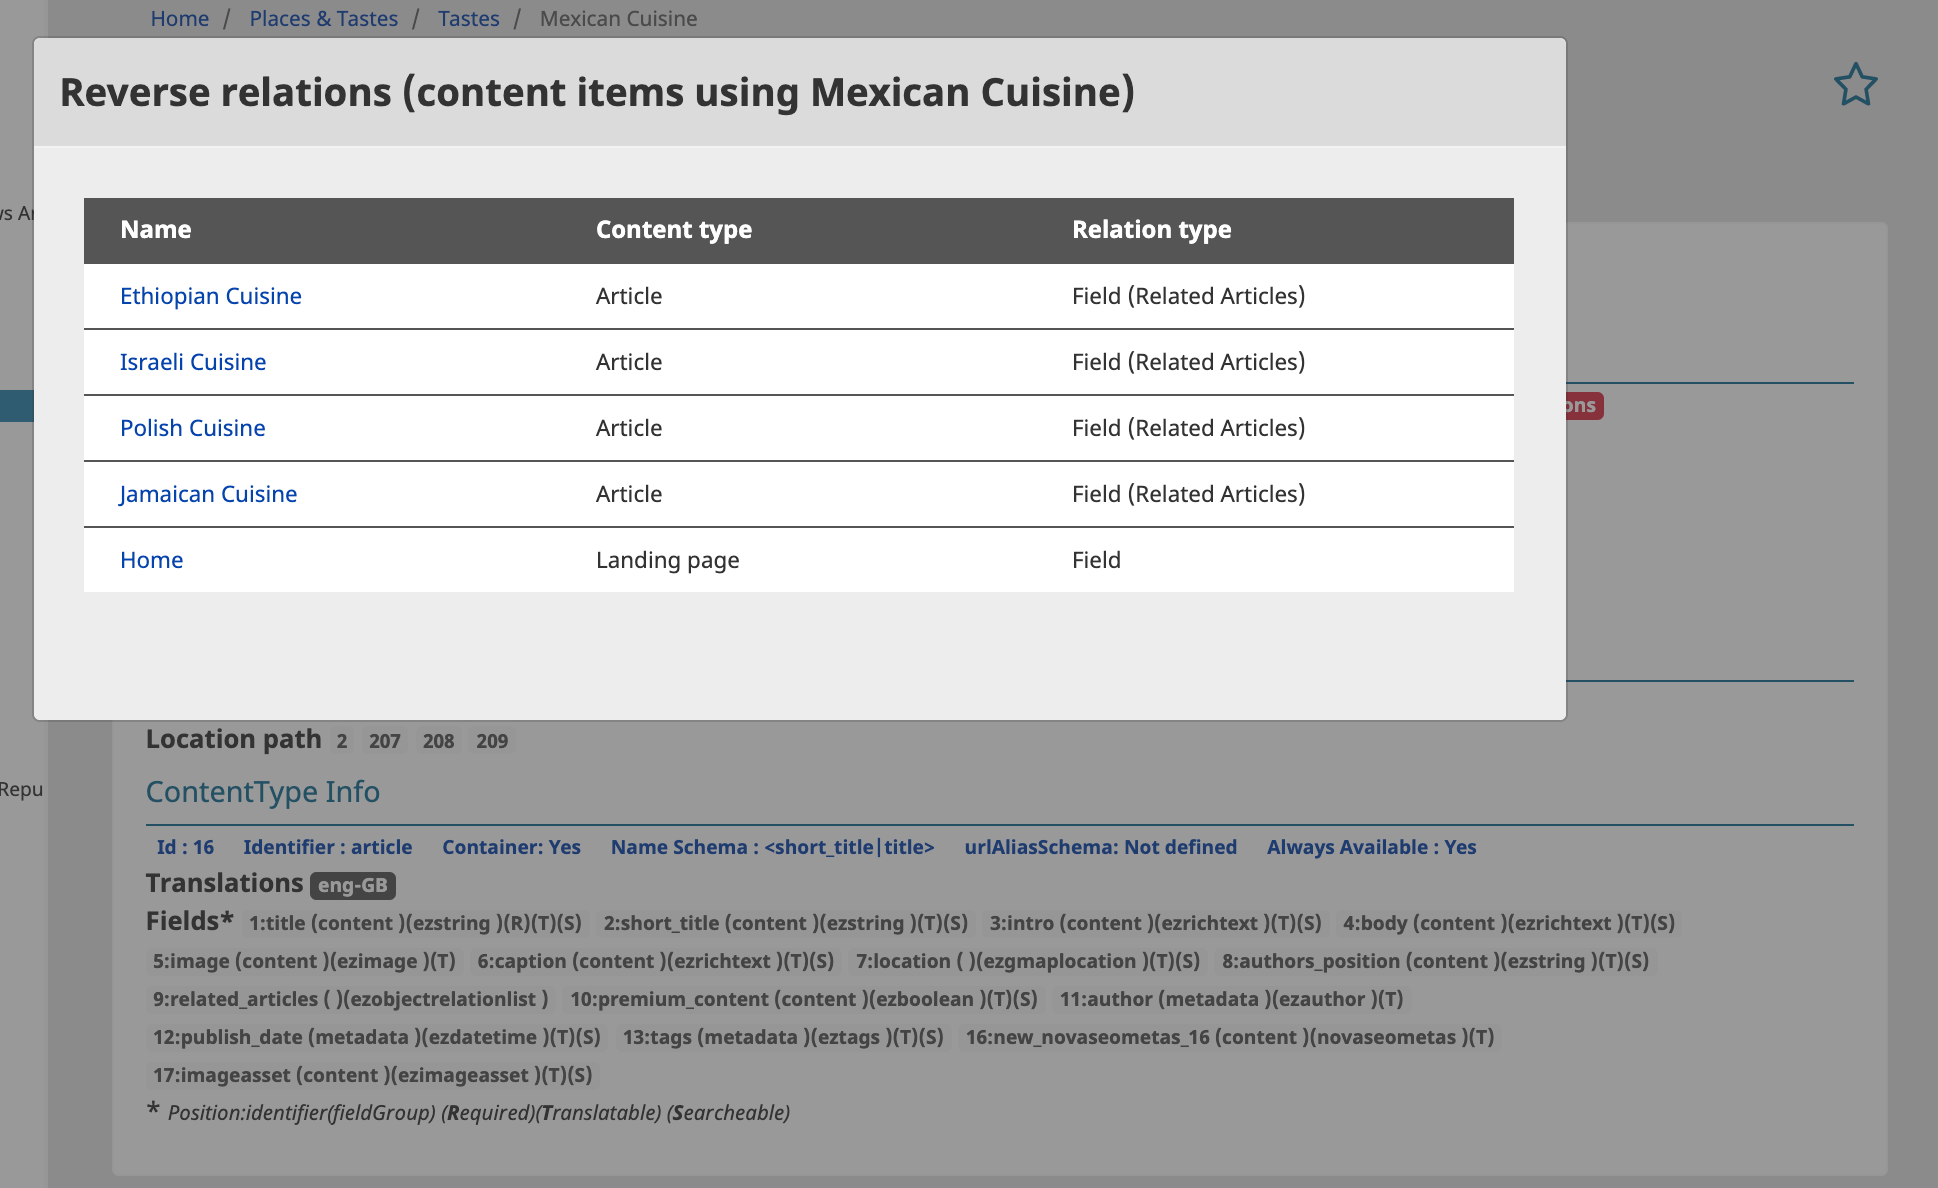 Home / Places & Tastes / Tastes / Mexican Cuisine
Reverse relations (content items using Mexican Cuisine)
Name Content type Relation type
Ethiopian Cuisine Article Field (Related Articles)
Israeli Cuisine Article Field (Related Articles)
Polish Cuisine Article Field (Related Articles)
Jamaican Cuisine Article Field (Related Articles)
Home Landing page Field
Location path 2 207 208 209
ContentType Info
Id : 16 Identifier : article Container: Yes Name Schema : <short_title|title> urlAliasSchema: Not defined Always Available : Yes
Translations eng-GB
Fields* 1:title (content )(ezstring )(R)(T)(S) 2:short_title (content )(ezstring )(T)(S) 3:intro (content )(ezrichtext )(T)(S) 4:body (content )(ezrichtext )(T)(S)
5:image (content )(ezimage )(T) 6:caption (content )(ezrichtext )(T)(S) 7:location ( )(ezgmaplocation )(T)(S) 8:authors_position (content )(ezstring )(T)(S)
9:related_articles ( )(ezobjectrelationlist ) 10:premium_content (content )(ezboolean )(T)(S) 11:author (metadata )(ezauthor )(T)
12:publish_date (metadata )(ezdatetime )(T)(S) 13:tags (metadata )(eztags )(T)(S) 16:new_novaseometas_16 (content )(novaseometas )(T)
17:imageasset (content )(ezimageasset )(T)(S)
* Position:identifier(fieldGroup) (Required)(Translatable) (Searcheable)